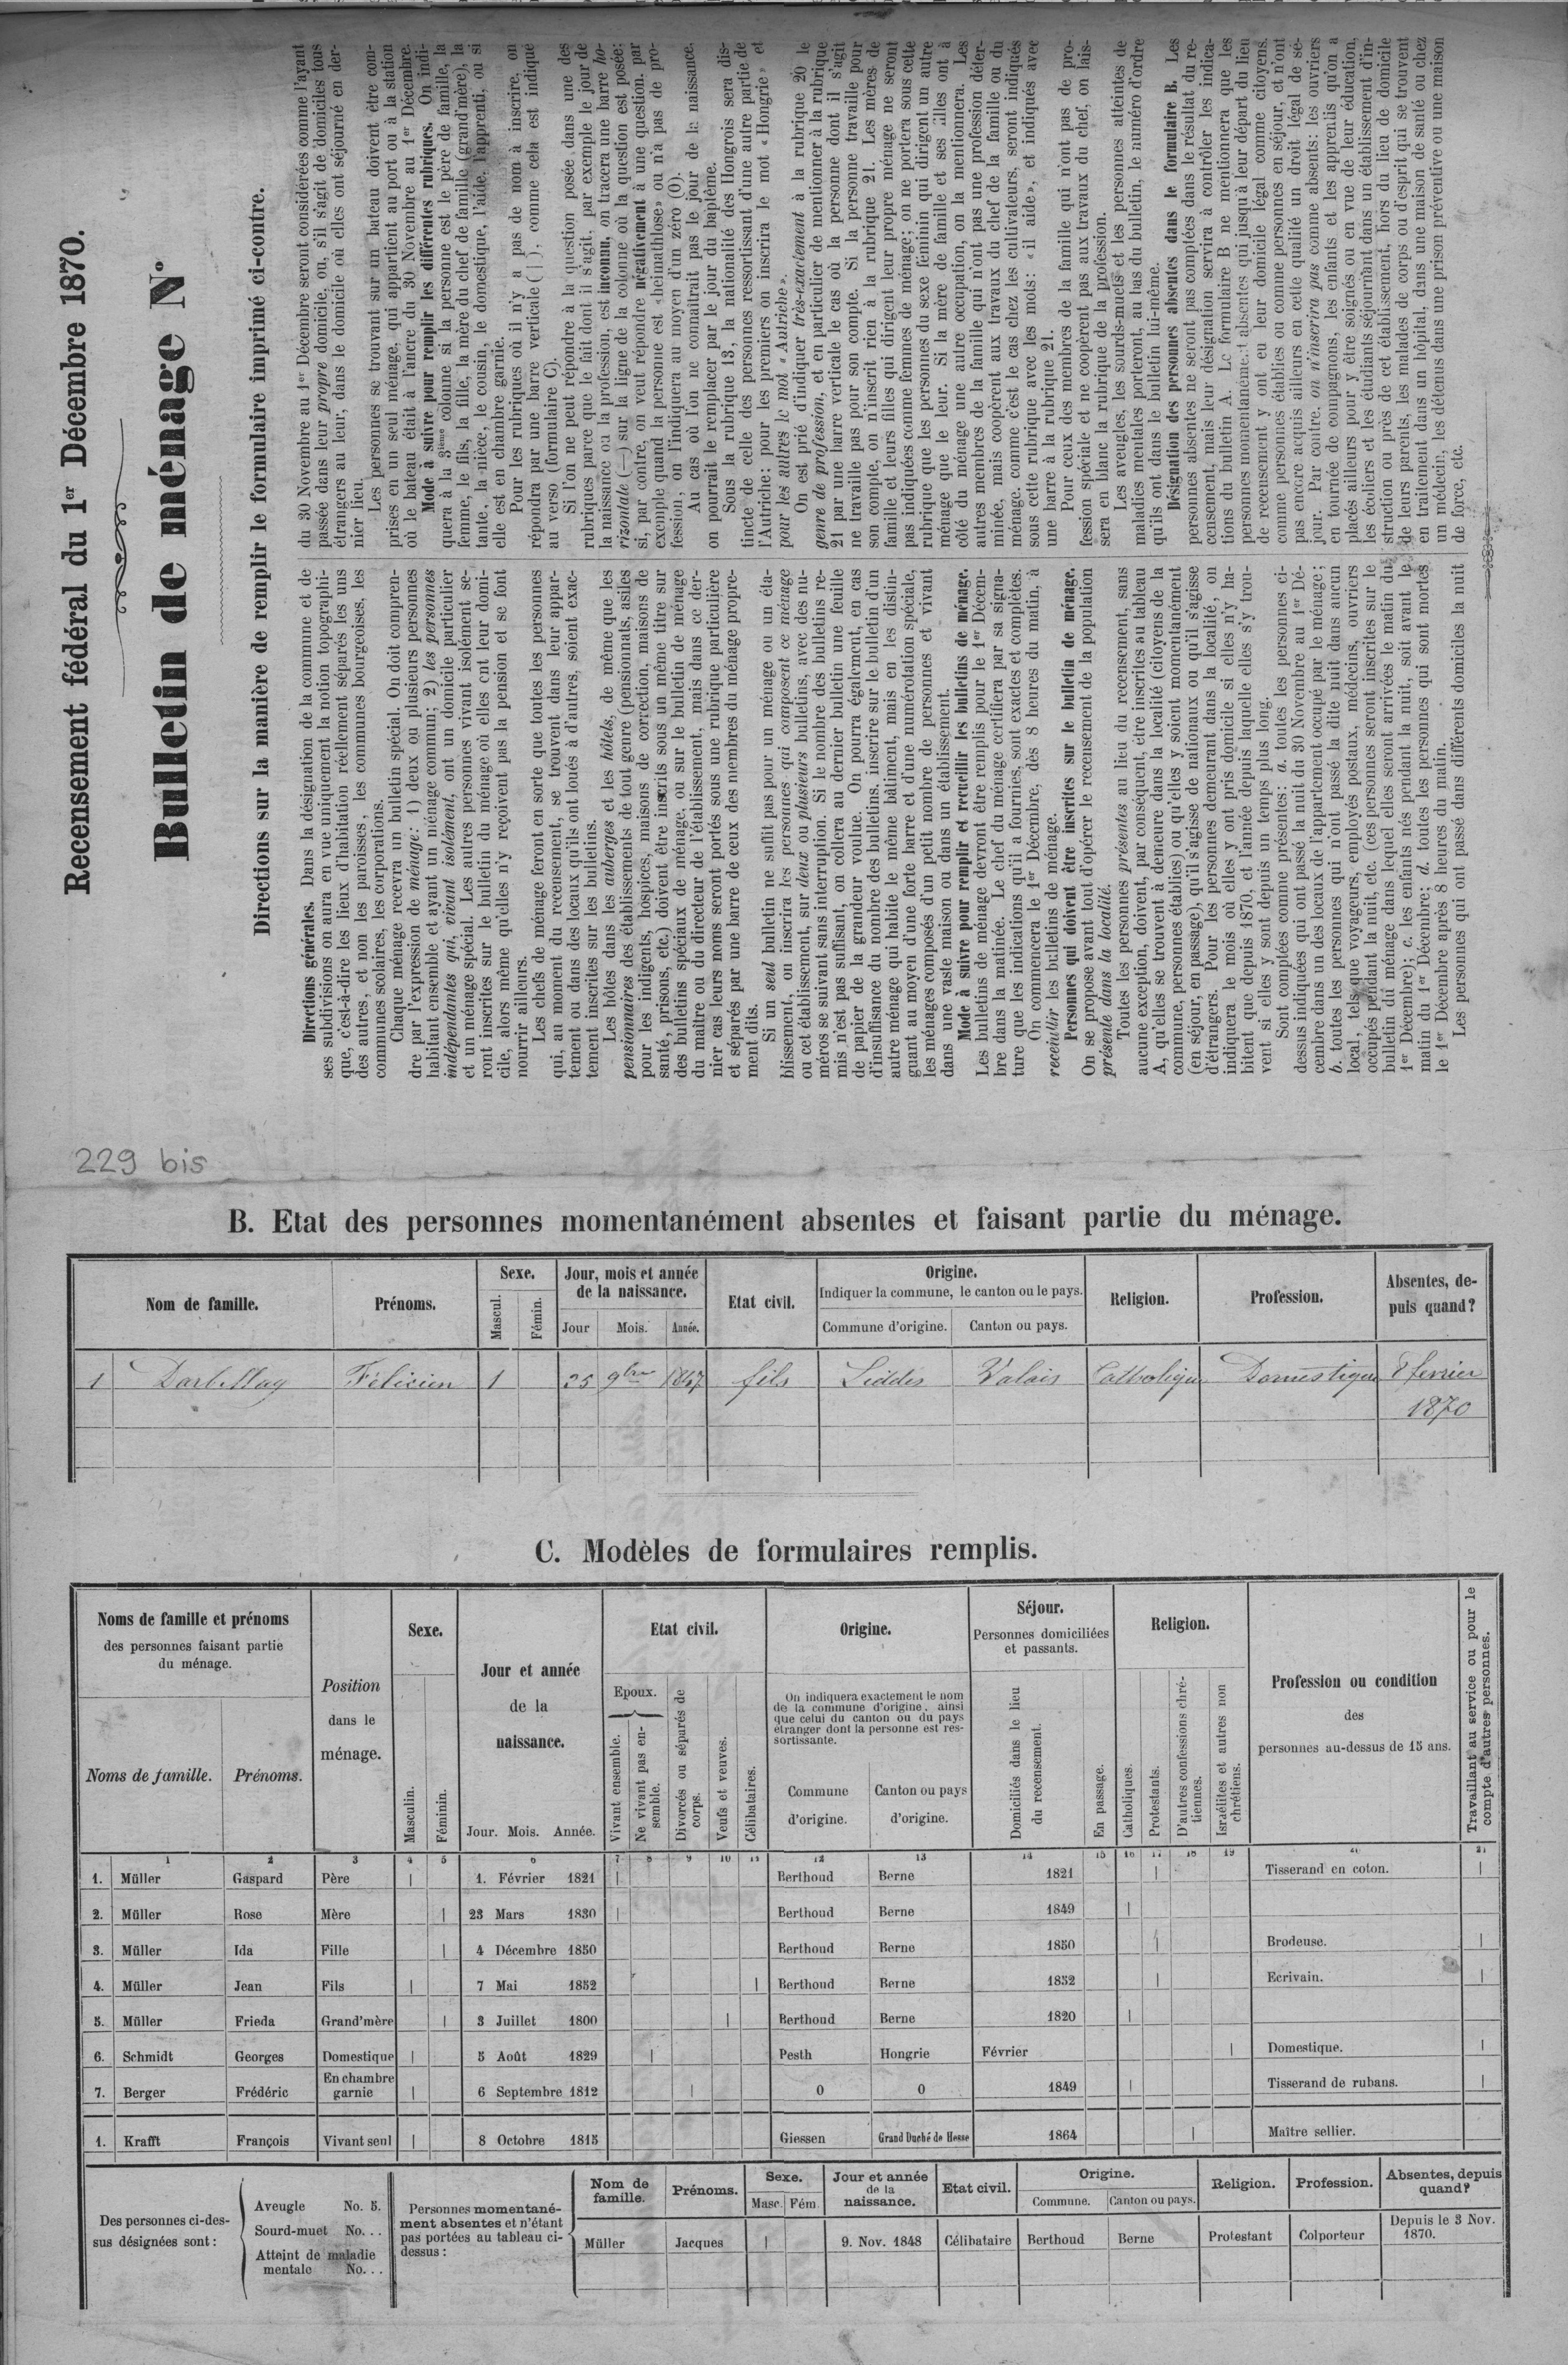 Recensement fédéral du 1er Décembre 1870.
Bulletin de ménage No
Directions sur la manière de remplir le formulaire imprimé ci-contre.
Directions générales. Dans la désignation de la commune et de
ses subdivisions on aura en vue uniquement la notion topographi-
que, c'est-à-dire les lieux d'habitation réellement séparés les uns
des autres, et non les paroisses, les communes bourgeoises, les
communes scolaires, les corporations.
Chaque ménage recevra un bulletin spécial. On doit compren-
dre par l'expression de ménage: 1) deux ou plusieurs personnes
habitant ensemble et ayant un ménage commun; 2) les personnes
indépendantes qui, vivant isolément, ont un domicile particulier
et un ménage spécial. Les autres personnes vivant isolément se-
ront inscrites sur le bulletin du ménage où elles ont leur domi-
cile, alors même qu'elles n'y reçoivent pas la pension et se font
nourrir ailleurs.
Les chefs de ménage feront en sorte que toutes les personnes
qui, au moment du recensement, se trouvent dans leur appar-
tement ou dans des locaux qu'ils ont loués à d'autres, soient exac-
tement inscrites sur les bulletins.
Les hôtes dans les auberges et les hôtels, de même que les
pensionnaires des établissements de tout genre (pensionnats, asiles
pour les indigents, hospices, maisons de correction, maisons de
santé, prisons, etc.) doivent être inscrits sous un même titre sur
des bulletins spéciaux de ménage, ou sur le bulletin de ménage
du maître ou du directeur de l'établissement, mais dans ce der-
nier cas leurs noms seront portés sous une rubrique particulière
et séparés par une barre de ceux des membres du ménage propre-
ment dits.
Si un seul bulletin ne suffit pas pour un ménage ou un éta-
blissement, on inscrira les personnes qui composent ce ménage
ou cet établissement, sur deux ou plusieurs bulletins, avec des nu-
méros se suivant sans interruption. Si le nombre des bulletins re-
mis n'est pas suffisant, on collera au dernier bulletin une feuille
de papier de la grandeur voulue. On pourra également, en cas
d'insuffisance du nombre des bulletins, inscrire sur le bulletin d'un
autre ménage qui habite le même bâtiment, mais en les distin-
guant au moyen d'une forte barre et d'une numérotation spéciale,
les ménages composés d'un petit nombre de personnes et vivant
dans une vaste maison ou dans un établissement.
Mode à suivre pour remplir et recueillir les bulletins de ménage.
Les bulletins de ménage devront être remplis pour le 1er Décem-
bre dans la matinée. Le chef du ménage certifiera par sa signa-
ture que les indications qu'il a fournies, sont exactes et complètes.
On commencera le 1er Décembre, dès 8 heures du matin, à
recueillir les bulletins de ménage.
Personnes qui doivent être inscrites sur le bulletin de ménage.
On se propose avant tout d'opérer le recensement de la population
présente dans la localité.
Toutes les personnes présentes au lieu du recensement, sans
aucune exception, doivent, par conséquent, être inscrites au tableau
A, qu'elles se trouvent à demeure dans la localité (citoyens de la
commune, personnes établies) ou qu'elles y soient momentanément
(en séjour, en passage), qu'il s'agisse de nationaux ou qu'il s'agisse
d'étrangers. Pour les personnes demeurant dans la localité, on
indiquera le mois où elles y ont pris domicile si elles n'y ha-
bitent que depuis 1870, et l'année depuis laquelle elles s'y trou-
vent si elles y sont depuis un temps plus long.
Sont comptées comme présentes: a. toutes les personnes ci-
dessus indiquées qui ont passé la nuit du 30 Novembre au 1er Dé-
cembre dans un des locaux de l'appartement occupé par le ménage;
b. toutes les personnes qui n'ont passé la dite nuit dans aucun
local, tels que voyageurs, employés postaux, médecins, ouvriers
occupés pendant la nuit, etc. (ces personnes seront inscrites sur le
bulletin du ménage dans lequel elles seront arrivées le matin du
1er Décembre); c. les enfants nés pendant la nuit, soit avant le
matin du 1er Décembre; d. toutes les personnes qui sont mortes
le 1er Décembre après 8 heures du matin.
Les personnes qui ont passé dans différents domiciles la nuit
du 30 Novembre au 1er Décembre seront considérées comme l'ayant
passée dans leur propre domicile, ou, s'il s'agit de domiciles tous
étrangers au leur, dans le domicile où elles ont séjourné en der-
nier lieu.
Les personnes se trouvant sur un bateau doivent être com-
prises en un seul ménage, qui appartient au port ou à la station
où le bateau était à l'ancre du 30 Novembre au 1er Décembre.
Mode à suivre pour remplir les différentes rubriques. On indi-
quera à la 3ième colonne si la personne est le père de famille, la
femme, le fils, la fille, la mère du chef de famille (grand'mère), la
tante, la nièce, le cousin, le domestique, l'aide, l'apprenti, ou si
elle est en chambre garnie.
Pour les rubriques où il n'y a pas de nom à inscrire, on
répondra par une barre verticale (|), comme cela est indiqué
au verso (formulaire C).
Si l'on ne peut répondre à la question posée dans une des
rubriques parce que le fait dont il s'agit, par exemple le jour de
la naissance ou la profession, est inconnu, on tracera une barre ho-
risontale (—) sur la ligne de la colonne où la question est posée;
si, par contre, on veut répondre négativement à une question, par
exemple quand la personne est «heimathlose» ou n'a pas de pro-
fession, on l'indiquera au moyen d'un zéro (0).
Au cas où l'on ne connaîtrait pas le jour de la naissance,
on pourrait le remplacer par le jour du baptême.
Sous la rubrique 13, la nationalité des Hongrois sera dis-
tincte de celle des personnes ressortissant d'une autre partie de
l'Autriche: pour les premiers on inscrira le mot «Hongrie» et
pour les autres le mot «Autriche».
On est prié d'indiquer très-exactement à la rubrique 20 le
genre de profession, et en particulier de mentionner à la rubrique
21 par une barre verticale le cas où la personne dont il s'agit
ne travaille pas pour son compte. Si la personne travaille pour
son compte, on n'inscrit rien à la rubrique 21. Les mères de
famille et leurs filles qui dirigent leur propre ménage ne seront
pas indiquées comme femmes de ménage; on ne portera sous cette
rubrique que les personnes du sexe féminin qui dirigent un autre
ménage que le leur. Si la mère de famille et ses filles ont à
côté du ménage une autre occupation, on la mentionnera. Les
autres membres de la famille qui n'ont pas une profession déter-
minée, mais coopèrent aux travaux du chef de la famille ou du
ménage, comme c'est le cas chez les cultivateurs, seront indiqués
sous cette rubrique avec les mots: «il aide», et indiqués avec
une barre à la rubrique 21.
Pour ceux des membres de la famille qui n'ont pas de pro-
fession spéciale et ne coopèrent pas aux travaux du chef, on lais-
sera en blanc la rubrique de la profession.
Les aveugles, les sourds-muets et les personnes atteintes de
maladies mentales porteront, au bas du bulletin, le numéro d'ordre
qu'ils ont dans le bulletin lui-même.
Désignation des personnes absentes dans le formulaire B. Les
personnes absentes ne seront pas comptées dans le résultat du re-
censement, mais leur désignation servira à contrôler les indica-
tions du bulletin A. Le formulaire B ne mentionnera que les
personnes momentanément absentes qui jusqu'à leur départ du lieu
de recensement y ont eu leur domicile légal comme citoyens,
comme personnes établies ou comme personnes en séjour, et n'ont
pas encore acquis ailleurs en cette qualité un droit légal de sé-
jour. Par contre, on n'inscrira pas comme absents: les ouvriers
en tournée de compagnons, les enfants et les apprentis qu'on a
placés ailleurs pour y être soignés ou en vue de leur éducation,
les écoliers et les étudiants séjournant dans un établissement d'in-
struction ou près de cet établissement, hors du lieu de domicile
de leurs parents, les malades de corps ou d'esprit qui se trouvent
en traitement dans un hôpital, dans une maison de santé ou chez
un médecin, les détenus dans une prison préventive ou une maison
de force, etc.
229 bis
B. Etat des personnes momentanément absentes et faisant partie du ménage.
Nom de famille. Prénoms. Sexe. Mascul. Fémin. Jour, mois et année de la naissance. Jour Mois. Année. Etat civil. Origine. Indiquer la commune, le canton ou le pays. Commune d'origine. Canton ou pays. Religion. Profession. Absentes, de-
puis quand?
1 Darbellay Félicien 1 25 9bre 1847 fils Liddes Valais Catholique Domestique 8 fevrier
1870
C. Modèles de formulaires remplis.
Noms de famille et prénoms
des personnes faisant partie
du ménage.
Noms de famille. Prénoms.
Position
dans le
ménage.
Sexe.
Masculin. Féminin.
Jour et année
de la
naissance.
Jour. Mois. Année.
Etat civil.
Epoux.
Vivant ensemble.
Ne vivant pas en-
semble.
Divorcés ou séparés de
corps.
Veufs et veuves.
Célibataires.
Origine.
On indiquera exactement le nom
de la commune d'origine, ainsi
que celui du canton ou du pays
étranger dont la personne est res-
sortissante.
Commune
d'origine.
Canton ou pays
d'origine.
Séjour.
Personnes domiciliées
et passants.
Domiciliés dans le lieu
du recensement.
En passage.
Religion.
Catholiques.
Protestants.
D'autres confessions chré-
tiennes.
Israélites et autres non
chrétiens.
Profession ou condition
des
personnes au-dessus de 15 ans.
Travaillant au service ou pour le
compte d'autres personnes.
1 2 3 4 5 6 7 8 9 10 11 12 13 14 15 16 17 18 19 20 21
1. Müller Gaspard Père | 1. Février 1821 | Berthoud Berne 1821 | Tisserand en coton. |
2. Müller Rose Mère | 23 Mars 1830 | Berthoud Berne 1849 |
3. Müller Ida Fille | 4 Décembre 1850 Berthoud Berne 1850 | Brodeuse. |
4. Müller Jean Fils | 7 Mai 1852 | Berthoud Berne 1852 | Ecrivain. |
5. Müller Frieda Grand'mère | 3 Juillet 1800 | Berthoud Berne 1820 |
6. Schmidt Georges Domestique | 5 Août 1829 | Pesth Hongrie Février | Domestique. |
7. Berger Frédéric En chambre garnie | 6 Septembre 1812 | 0 0 1849 | Tisserand de rubans. |
1. Krafft François Vivant seul | 8 Octobre 1815 Giessen Grand Duché de Hesse 1864 | Maître sellier.
Des personnes ci-des-
sus désignées sont:
Aveugle No. 5.
Sourd-muet No. . .
Atteint de maladie
mentale No. . .
Personnes momentané-
ment absentes et n'étant
pas portées au tableau ci-
dessus:
Nom de famille. Prénoms. Sexe. Masc. Fém. Jour et année de la naissance. Etat civil. Origine. Commune. Canton ou pays. Religion. Profession. Absentes, depuis quand?
Müller Jacques | 9. Nov. 1848 Célibataire Berthoud Berne Protestant Colporteur Depuis le 3 Nov. 1870.